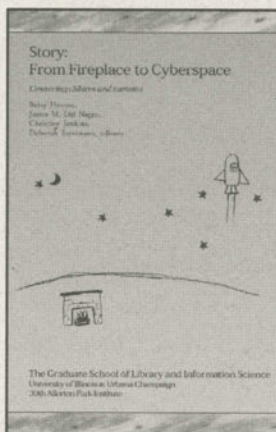 Story:
From Fireplace to Cyberspace
Connecting children and narrative
Betsy Hearne,
Janice M. Del Negro,
Christine Jenkins,
Deborah Stevenson, editors
The Graduate School of Library and Information Science
University of Illinois at Urbana-Champaign
39th Allerton Park Institute